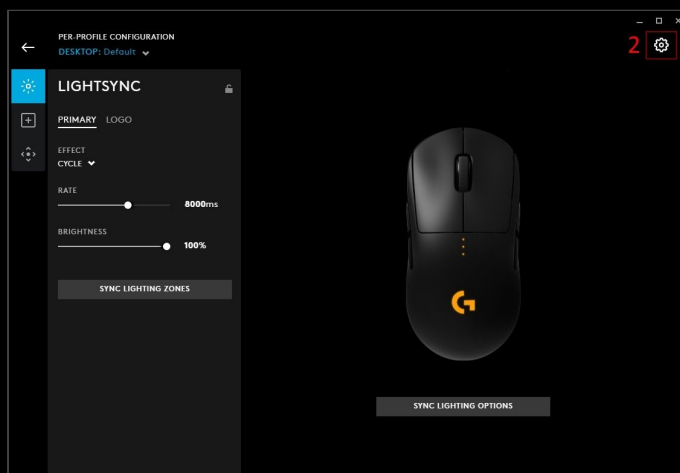 PER-PROFILE CONFIGURATION
DESKTOP: Default
2
LIGHTSYNC
PRIMARY LOGO
EFFECT
CYCLE
RATE
8000ms
BRIGHTNESS
100%
SYNC LIGHTING ZONES
G
SYNC LIGHTING OPTIONS